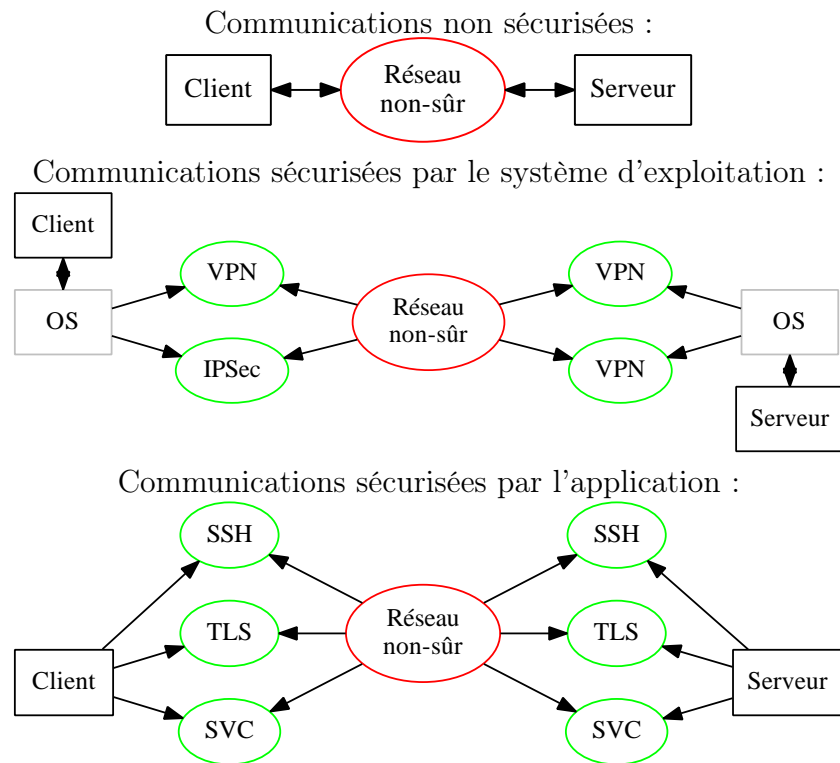 Communications non sécurisées :
Client
Réseau
non-sûr
Serveur
Communications sécurisées par le système d'exploitation :
Client
OS
VPN
IPSec
Réseau
non-sûr
VPN
VPN
OS
Serveur
Communications sécurisées par l'application :
SSH
TLS
SVC
Client
Réseau
non-sûr
SSH
TLS
SVC
Serveur